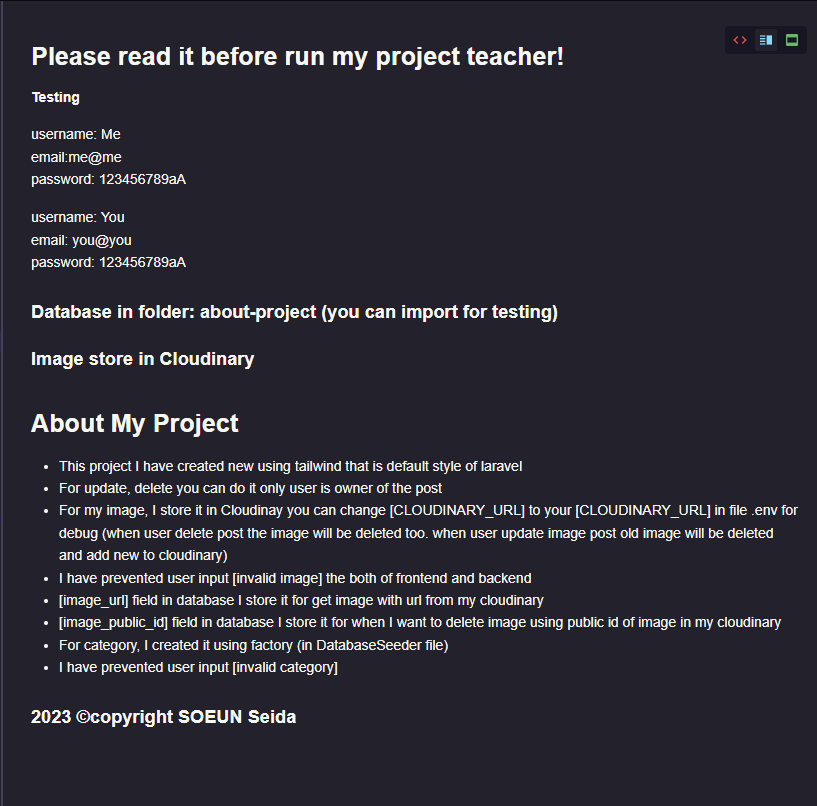 Please read it before run my project teacher!
Testing
username: Me
email:me@me
password: 123456789aA
username: You
email: you@you
password: 123456789aA
Database in folder: about-project (you can import for testing)
Image store in Cloudinary
About My Project
• This project I have created new using tailwind that is default style of laravel
• For update, delete you can do it only user is owner of the post
• For my image, I store it in Cloudinay you can change [CLOUDINARY_URL] to your [CLOUDINARY_URL] in file .env for
debug (when user delete post the image will be deleted too. when user update image post old image will be deleted
and add new to cloudinary)
• I have prevented user input [invalid image] the both of frontend and backend
• [image_url] field in database I store it for get image with url from my cloudinary
• [image_public_id] field in database I store it for when I want to delete image using public id of image in my cloudinary
• For category, I created it using factory (in DatabaseSeeder file)
• I have prevented user input [invalid category]
2023 ©copyright SOEUN Seida